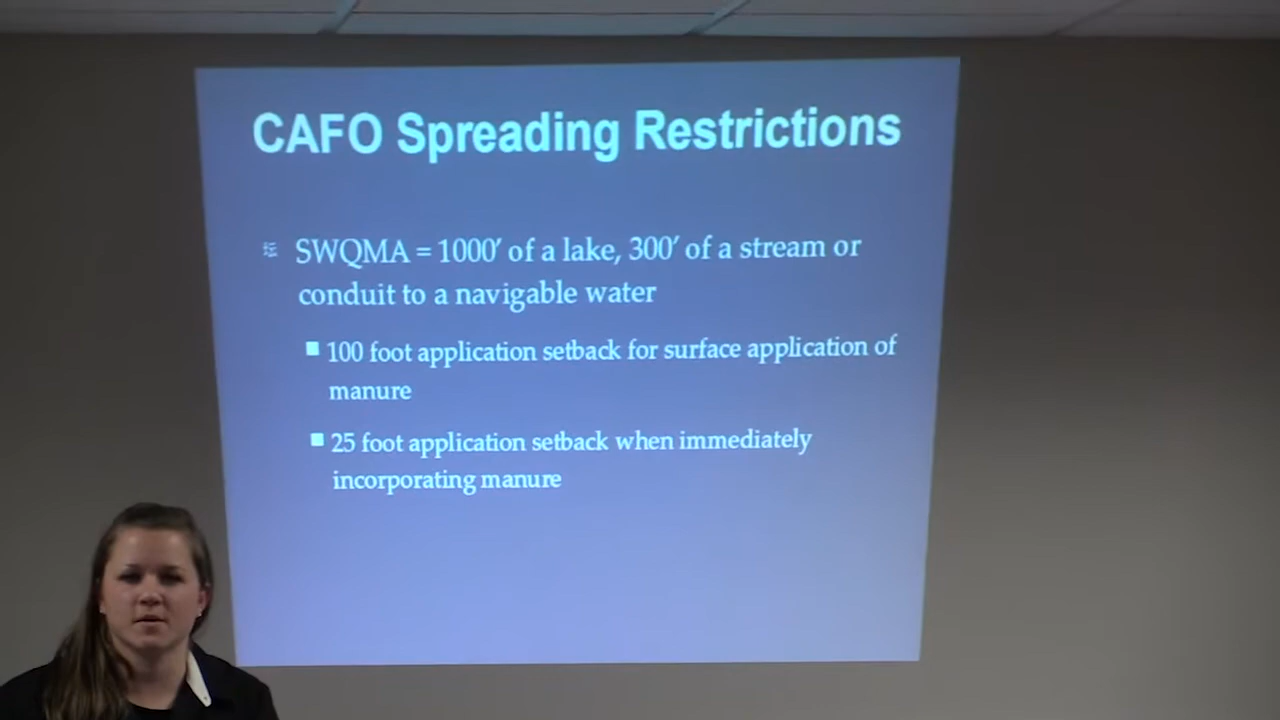 CAFO Spreading Restrictions
SWQMA = 1000′ of a lake, 300′ of a stream or
conduit to a navigable water
100 foot application setback for surface application of
manure
25 foot application setback when immediately
incorporating manure